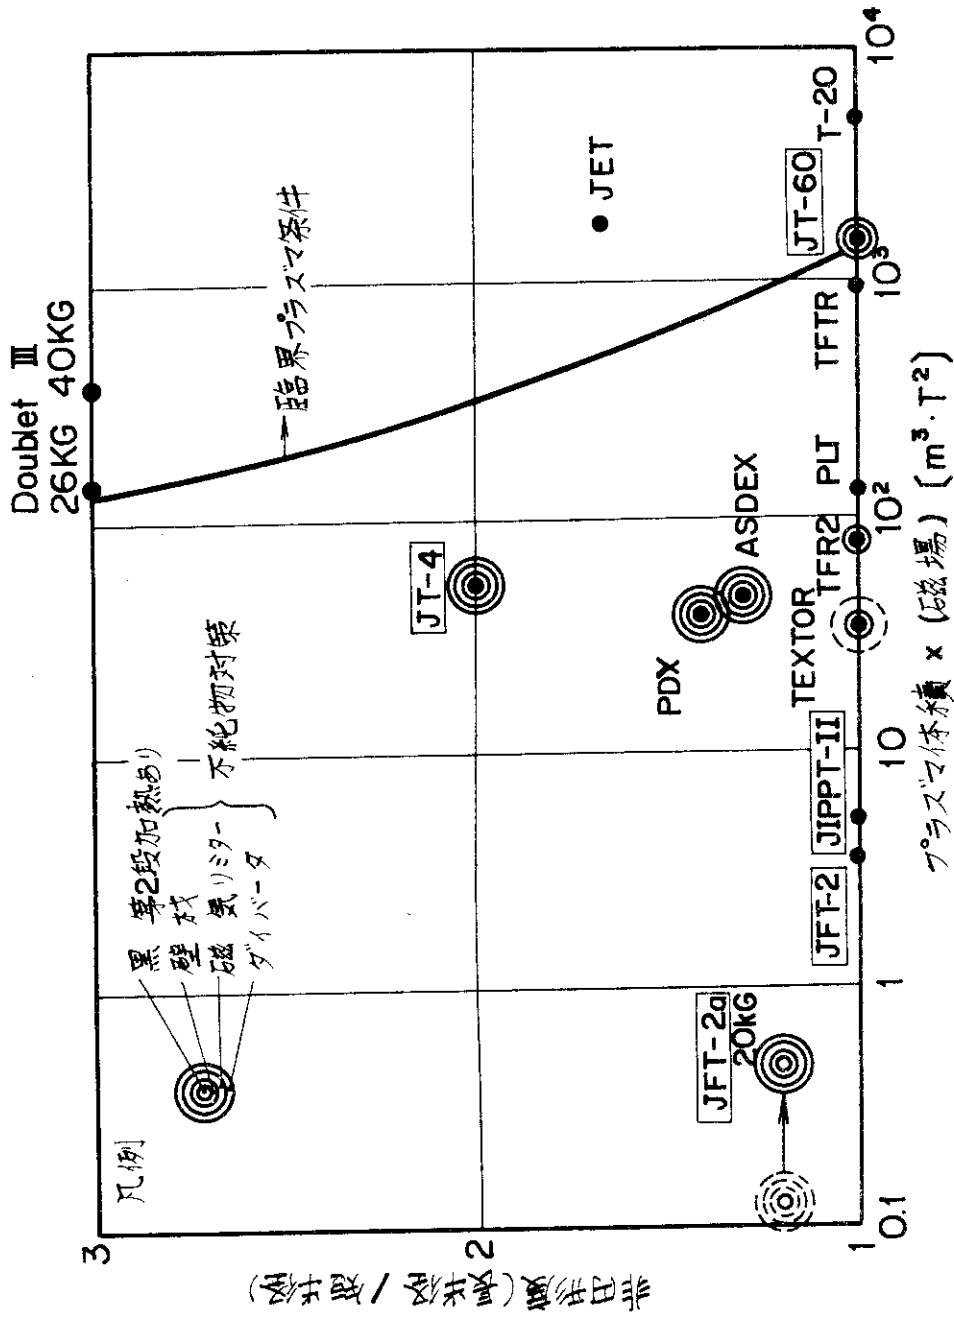 Doublet III
26KG 40KG
凡例
黒 第2段加熱あり
壁材
磁気リミター
ダイバータ
不純物対策
臨界プラズマ条件
JT-4
JET
PDX
ASDEX
JFT-2a
20kG
JFT-2
JIPPT-II
TEXTOR
TFR2
PLT
TFTR
JT-60
T-20
3
2
1
非円形度(長半径/短半径)
0.1
1
10
10²
10³
10⁴
プラズマ体積 × (磁場) [m³·T²]